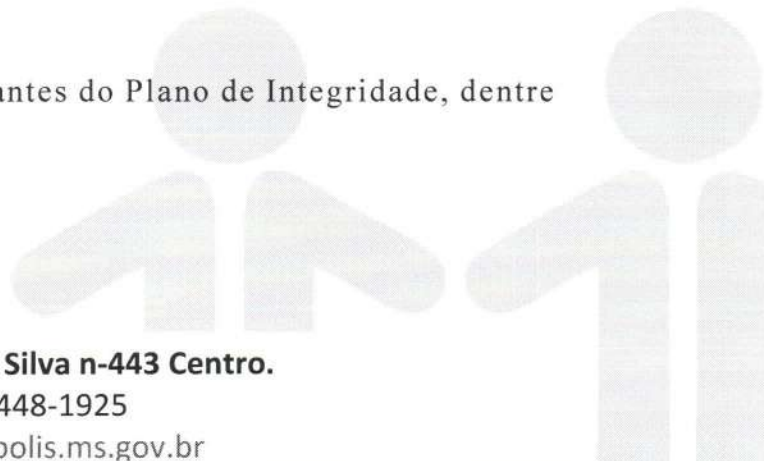 antes do Plano de Integridade, dentre
Silva n-443 Centro.
448-1925
polis.ms.gov.br